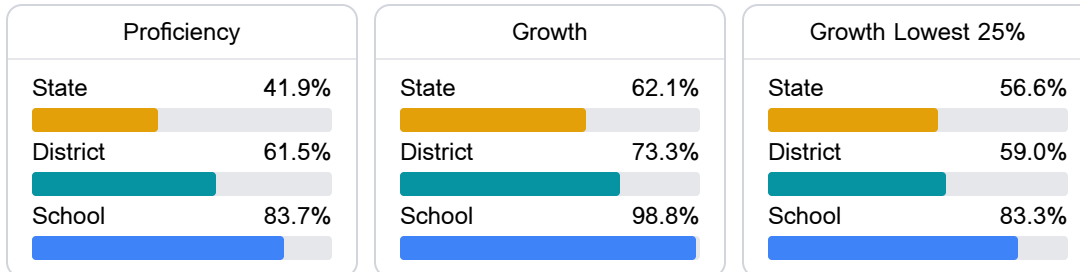 Proficiency
State 41.9%
District 61.5%
School 83.7%
Growth
State 62.1%
District 73.3%
School 98.8%
Growth Lowest 25%
State 56.6%
District 59.0%
School 83.3%